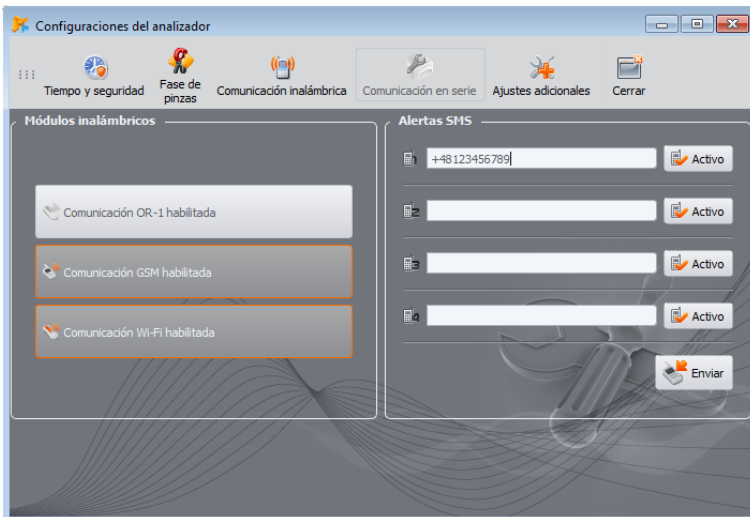 Configuraciones del analizador
Tiempo y seguridad
Fase de
pinzas
Comunicación inalámbrica
Comunicación en serie
Ajustes adicionales
Cerrar
Módulos inalámbricos
Comunicación OR-1 habilitada
Comunicación GSM habilitada
Comunicación Wi-Fi habilitada
Alertas SMS
1 +48123456789 Activo
2 Activo
3 Activo
4 Activo
Enviar